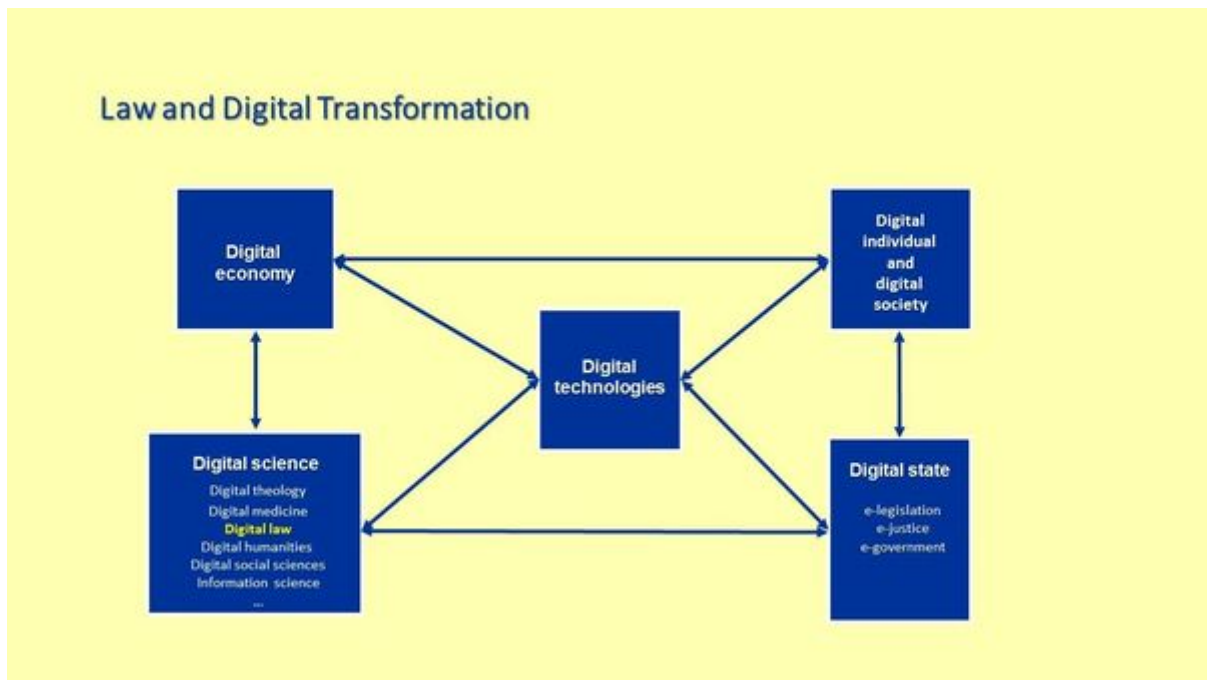 Law and Digital Transformation
Digital
economy
Digital
individual
and
digital
society
Digital
technologies
Digital science
Digital theology
Digital medicine
Digital law
Digital humanities
Digital social sciences
Information science
...
Digital state
e-legislation
e-justice
e-government